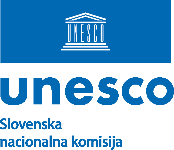 UNESCO
unesco
Slovenska
nacionalna komisija